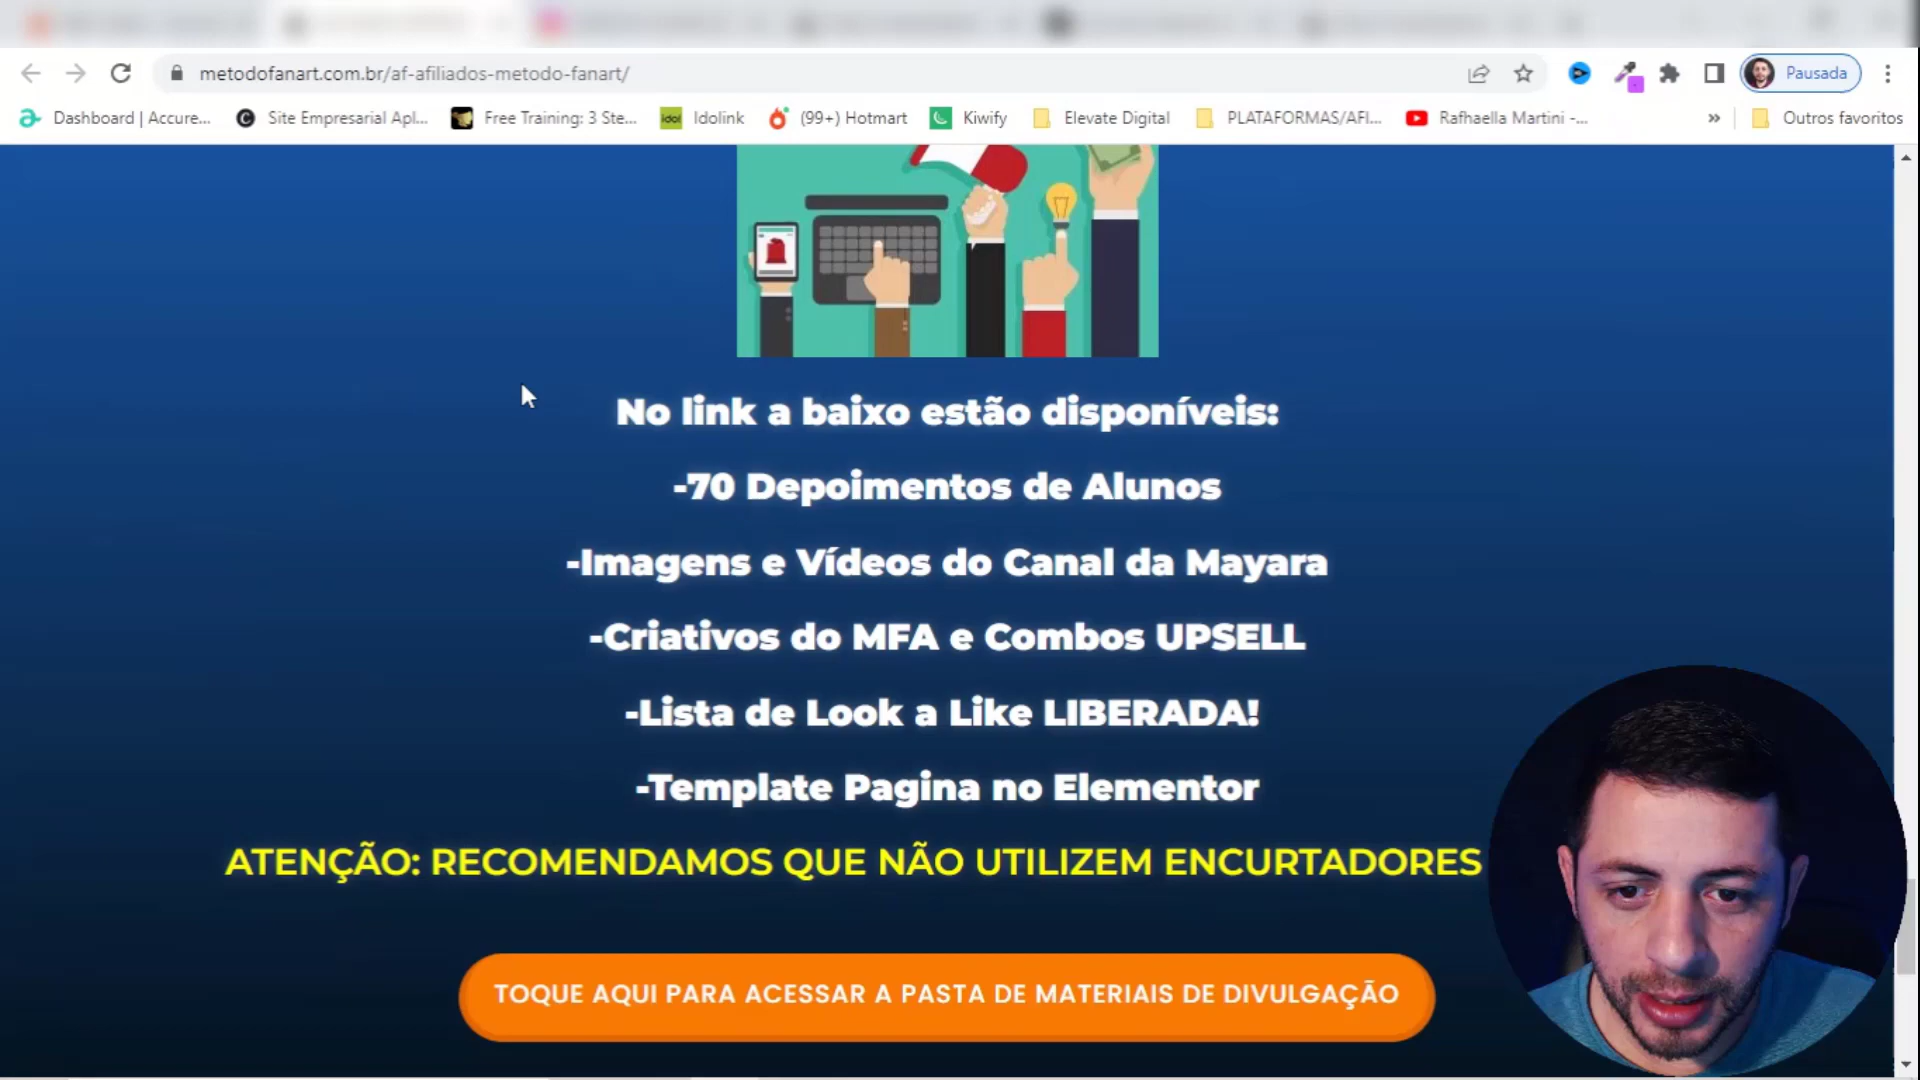 metodofanart.com.br/af-afiliados-metodo-fanart/
Pausada
Dashboard | Accure...
Site Empresarial Apl...
Free Training: 3 Ste...
idol
Idolink
(99+) Hotmart
Kiwify
Elevate Digital
PLATAFORMAS/AFI...
Rafhaella Martini -...
»
Outros favoritos
No link a baixo estão disponíveis:
-70 Depoimentos de Alunos
-Imagens e Vídeos do Canal da Mayara
-Criativos do MFA e Combos UPSELL
-Lista de Look a Like LIBERADA!
-Template Pagina no Elementor
ATENÇÃO: RECOMENDAMOS QUE NÃO UTILIZEM ENCURTADORES
TOQUE AQUI PARA ACESSAR A PASTA DE MATERIAIS DE DIVULGAÇÃO